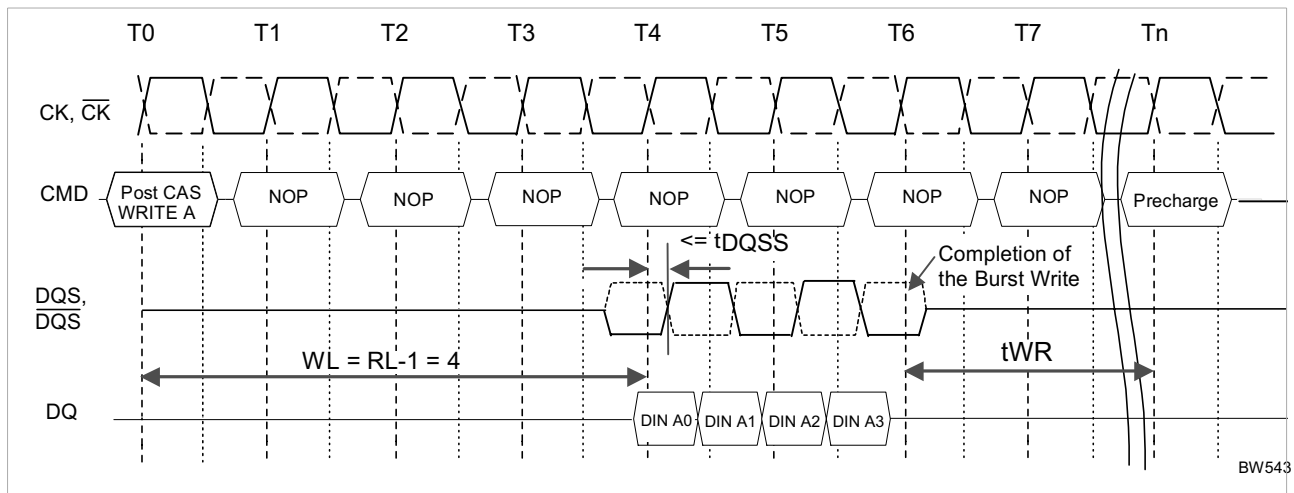 T0 T1 T2 T3 T4 T5 T6 T7 Tn
CK, CK
CMD
Post CAS
WRITE A
NOP NOP NOP NOP NOP NOP NOP Precharge
<= tDQSS
Completion of
the Burst Write
DQS,
DQS
WL = RL-1 = 4
tWR
DQ
DIN A0 DIN A1 DIN A2 DIN A3
BW543